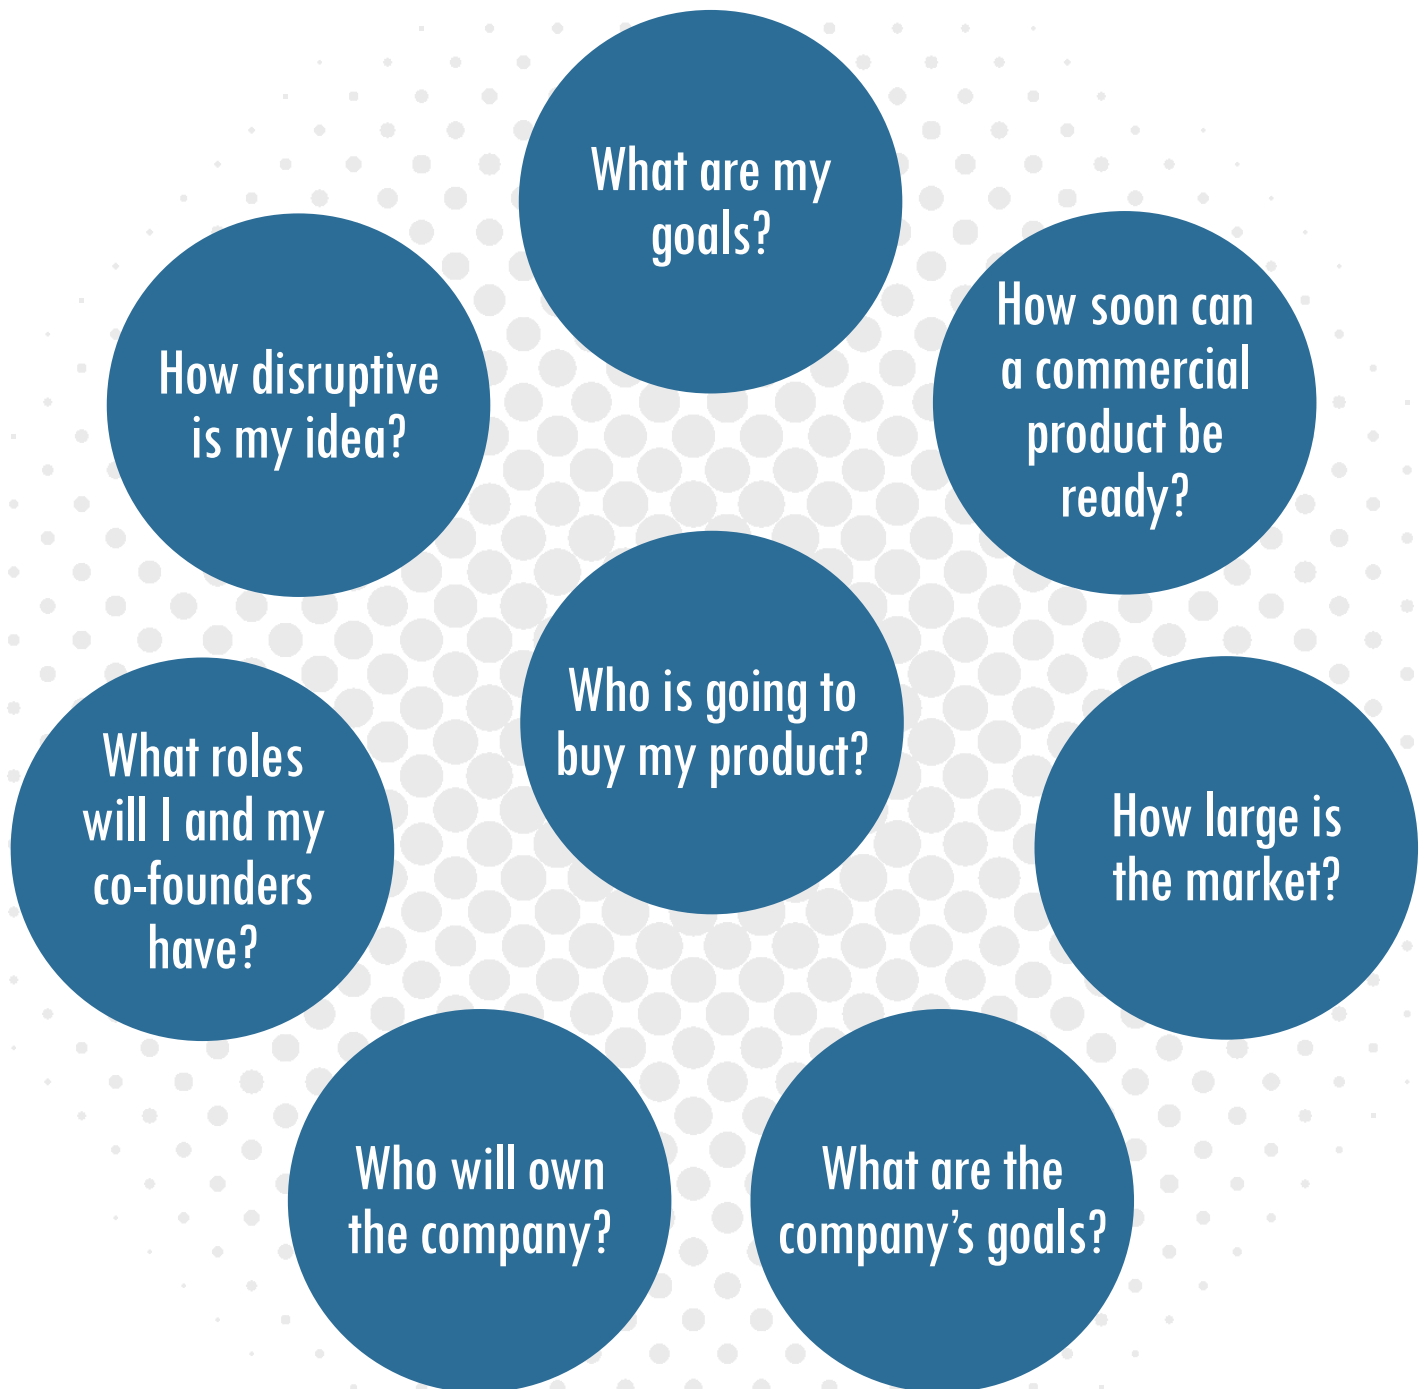 What are my
goals?
How disruptive
is my idea?
How soon can
a commercial
product be
ready?
Who is going to
buy my product?
What roles
will I and my
co-founders
have?
How large is
the market?
Who will own
the company?
What are the
company’s goals?